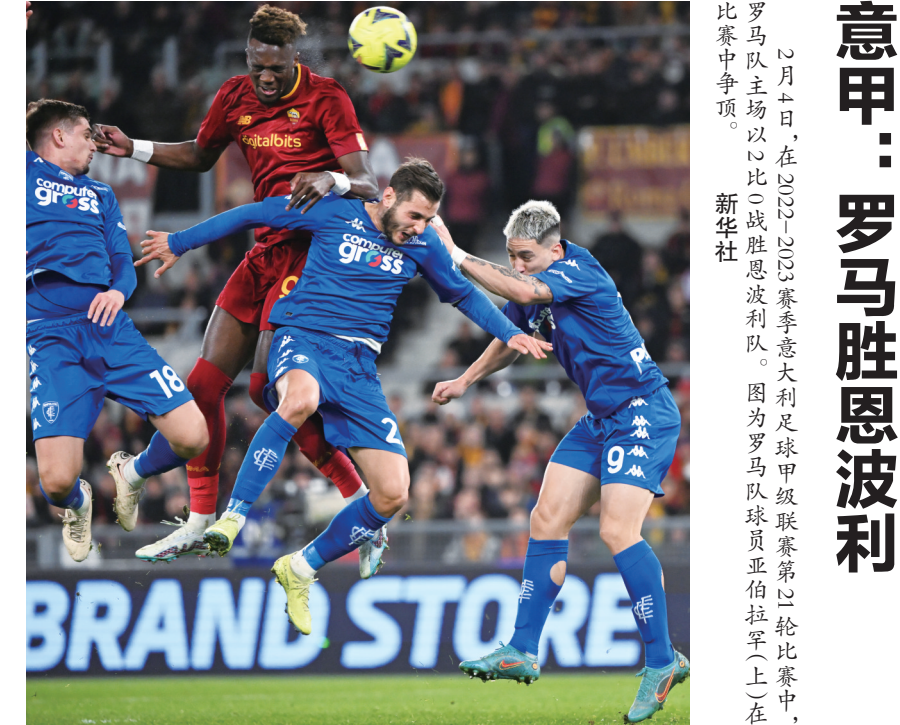 意甲：罗马胜恩波利
2月4日，在2022—2023赛季意大利足球甲级联赛第21轮比赛中，
罗马队主场以2比0战胜恩波利队。图为罗马队球员亚伯拉罕（上）在
比赛中争顶。
新华社
NB
digitalbits
computer
gross
computer
gross
18
9
2
9
BRAND STORE